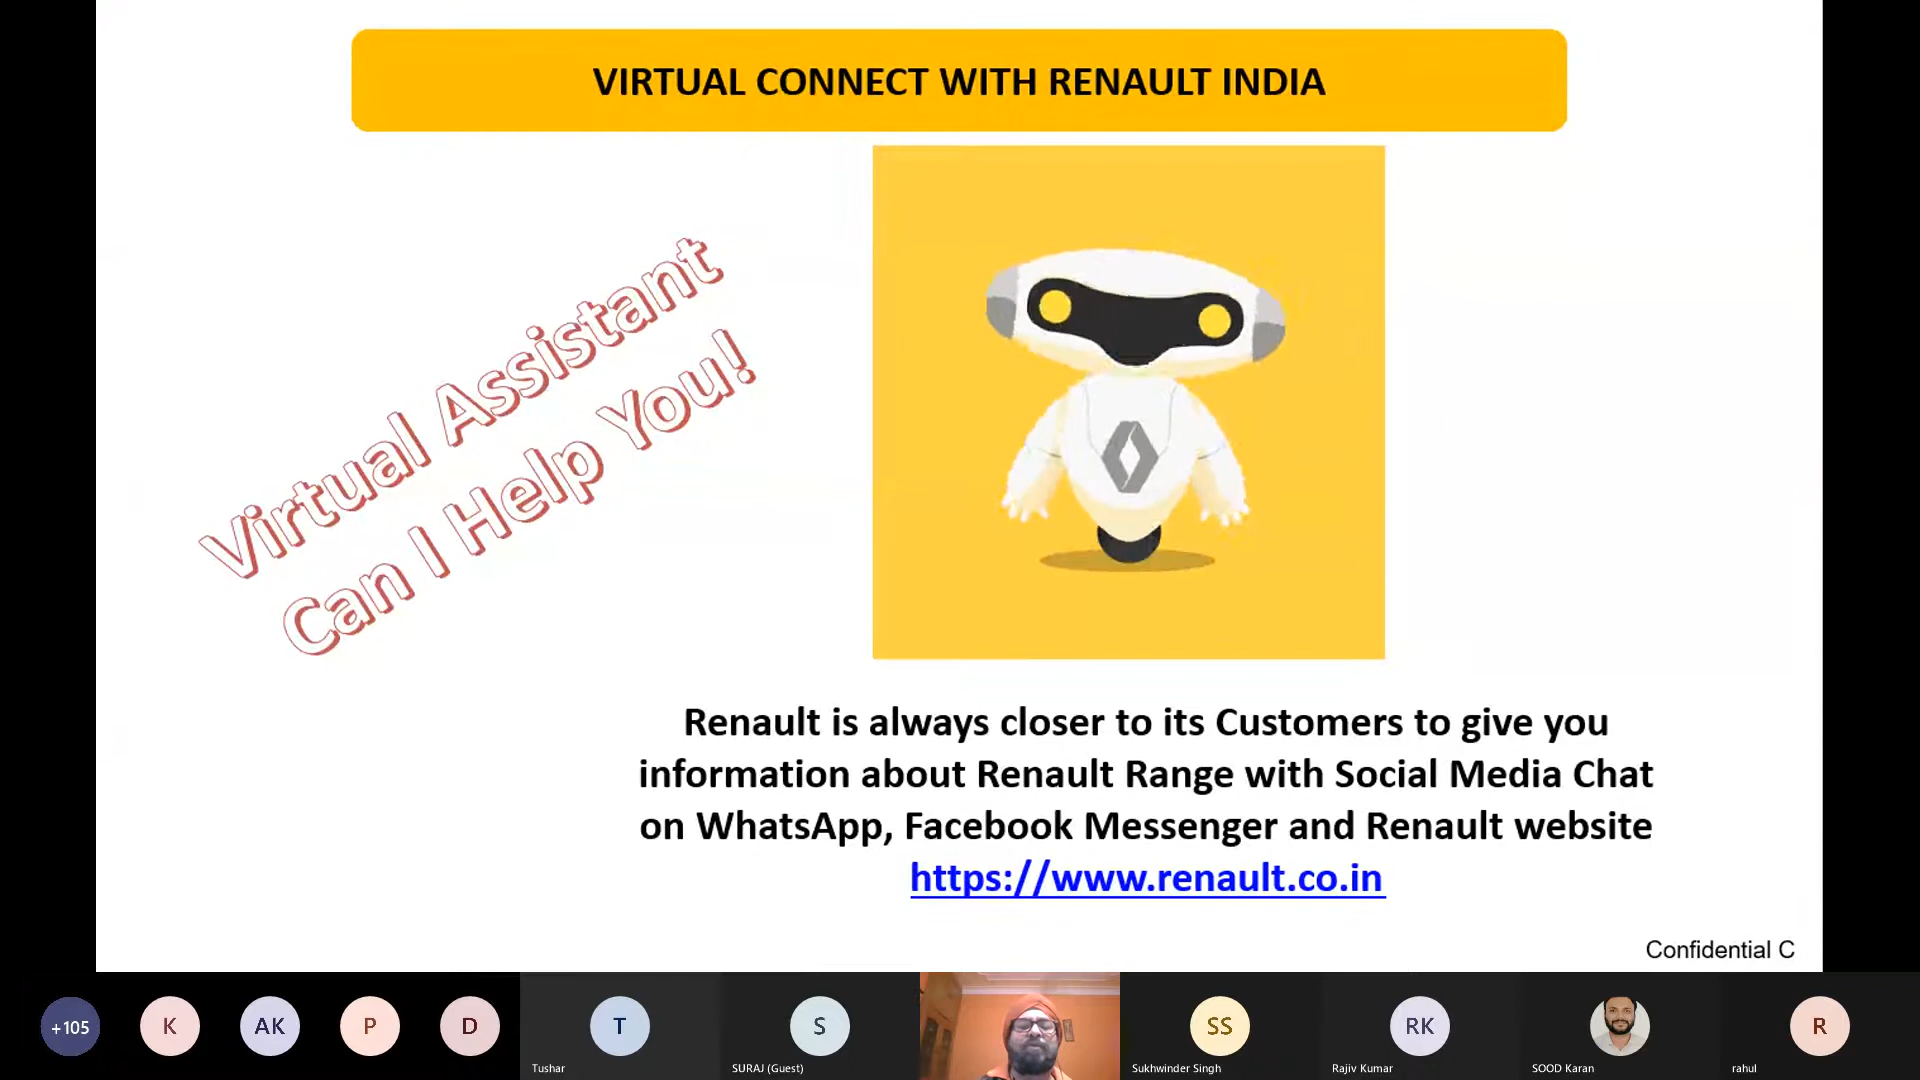 VIRTUAL CONNECT WITH RENAULT INDIA
Virtual Assistant
Can I Help You!
Renault is always closer to its Customers to give you
information about Renault Range with Social Media Chat
on WhatsApp, Facebook Messenger and Renault website
https://www.renault.co.in
Confidential C
+105
K
AK
P
D
T
S
SS
RK
R
Tushar
SURAJ (Guest)
Sukhwinder Singh
Rajiv Kumar
SOOD Karan
rahul